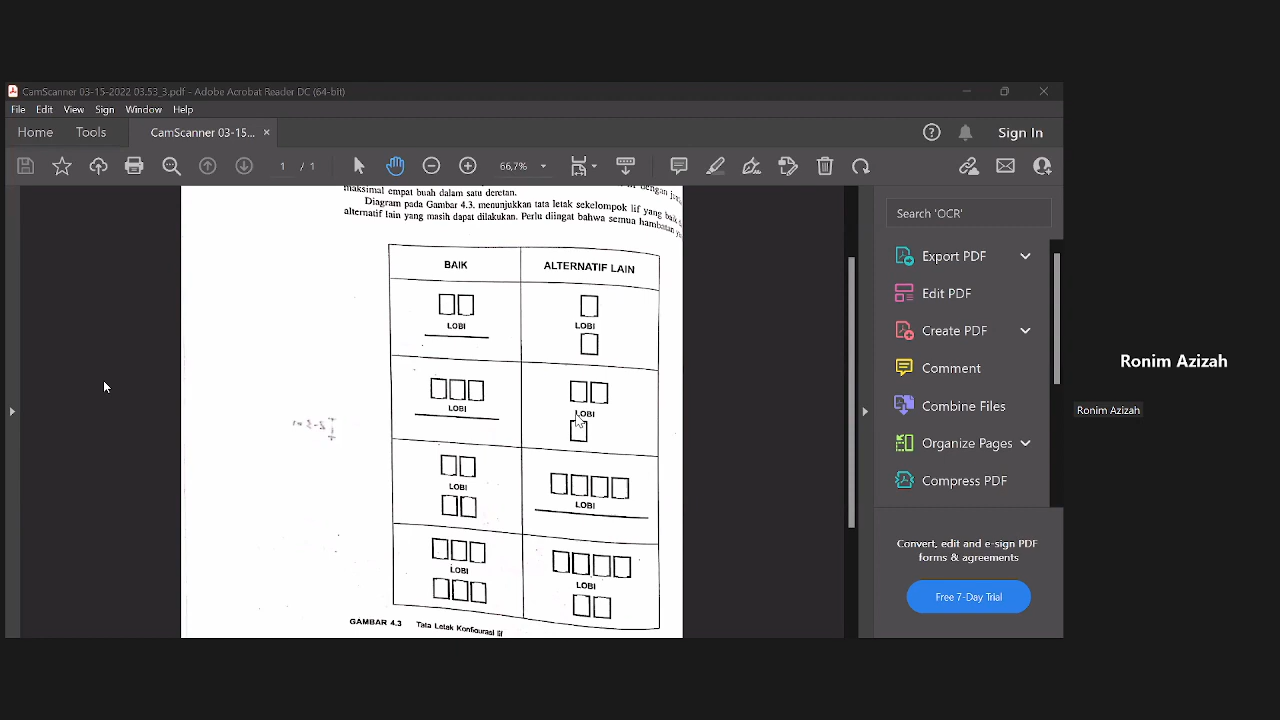 CamScanner 03-15-2022 03.53_3.pdf - Adobe Acrobat Reader DC (64-bit)
File Edit View Sign Window Help
Home Tools CamScanner 03-15... × Sign In
1 / 1 66,7%
dengan
maksimal empat buah dalam satu deretan.
Diagram pada Gambar 4.3. menunjukkan tata letak sekelompok lif yang baik
alternatif lain yang masih dapat dilakukan. Perlu diingat bahwa semua hambatan
BAIK ALTERNATIF LAIN
LOBI LOBI
LOBI LOBI
LOBI LOBI
LOBI LOBI
GAMBAR 4.3 Tata Letak Konfigurasi lif
Search 'OCR'
Export PDF
Edit PDF
Create PDF
Comment
Combine Files
Organize Pages
Compress PDF
Convert, edit and e-sign PDF
forms & agreements
Free 7-Day Trial
Ronim Azizah
Ronim Azizah